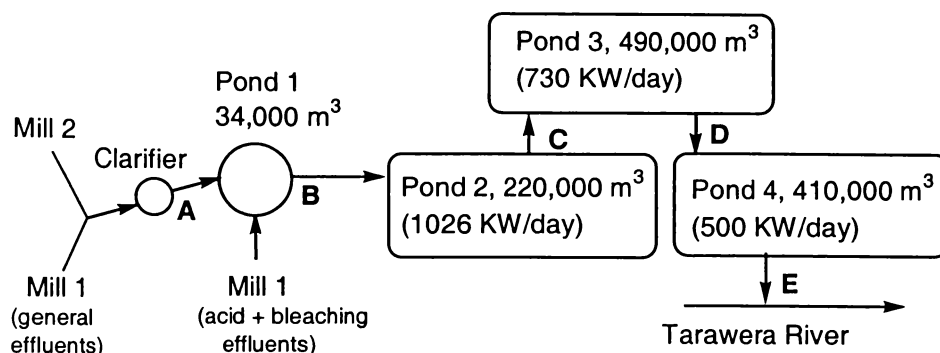 Pond 3, 490,000 m³
(730 KW/day)
Pond 1
34,000 m³
Mill 2
Clarifier
A
B
C
D
Pond 2, 220,000 m³
(1026 KW/day)
Pond 4, 410,000 m³
(500 KW/day)
Mill 1
(general
effluents)
Mill 1
(acid + bleaching
effluents)
E
Tarawera River